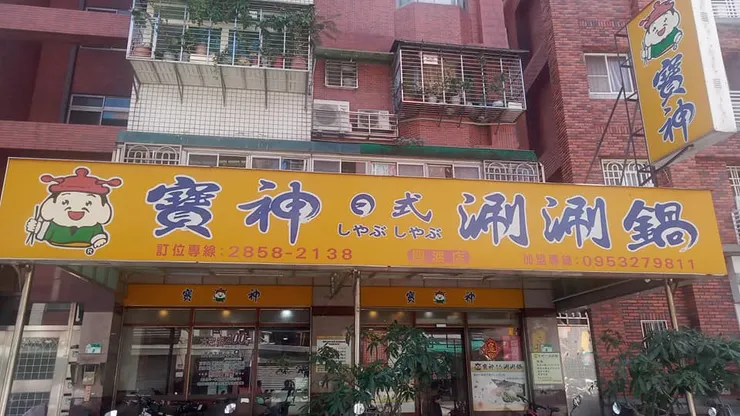 寶神
寶神 日式 涮涮鍋
しゃぶ しゃぶ
訂位專線:2858-2138
加盟專線:0953279811
寶神
寶神